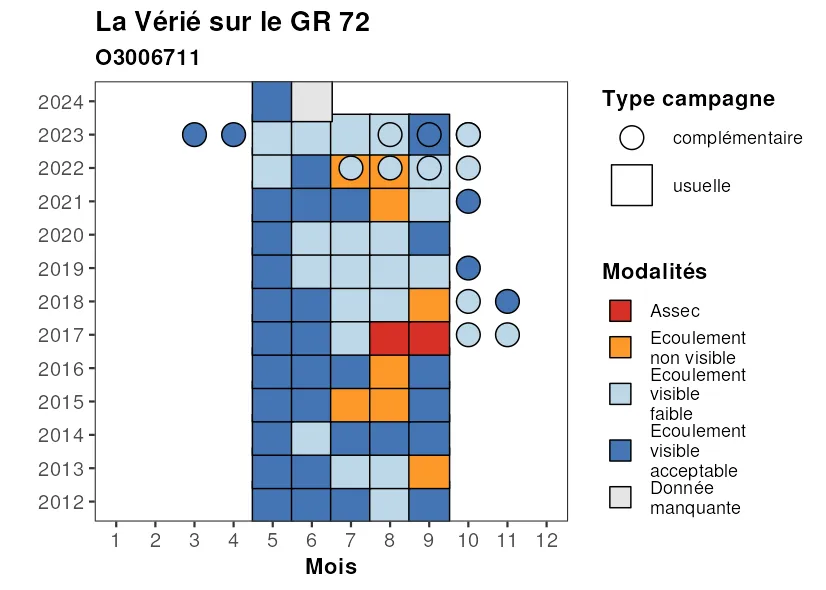 La Vérié sur le GR 72
O3006711
2024
2023
2022
2021
2020
2019
2018
2017
2016
2015
2014
2013
2012
1 2 3 4 5 6 7 8 9 10 11 12
Mois
Type campagne
complémentaire
usuelle
Modalités
Assec
Ecoulement
non visible
Ecoulement
visible
faible
Ecoulement
visible
acceptable
Donnée
manquante